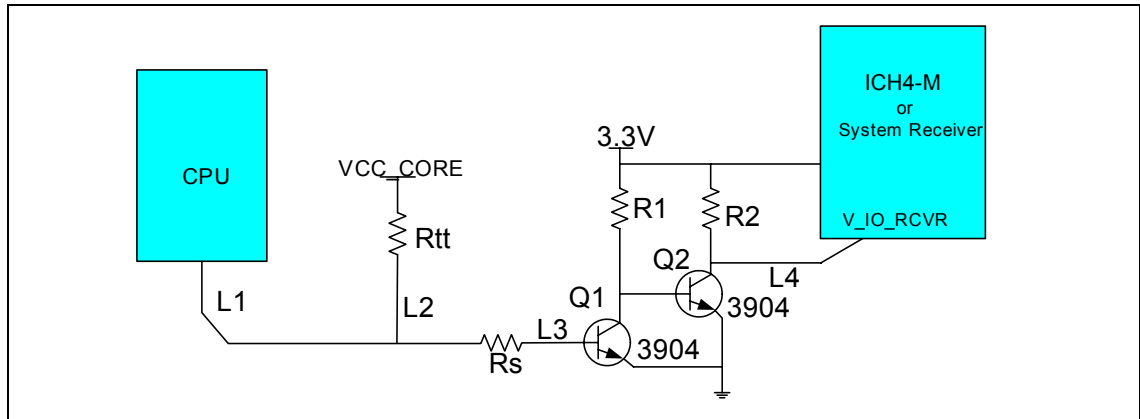 CPU
L1
VCC_CORE
Rtt
L2
Rs
L3
3.3V
R1
R2
Q1
3904
Q2
3904
L4
ICH4-M
or
System Receiver
V_IO_RCVR